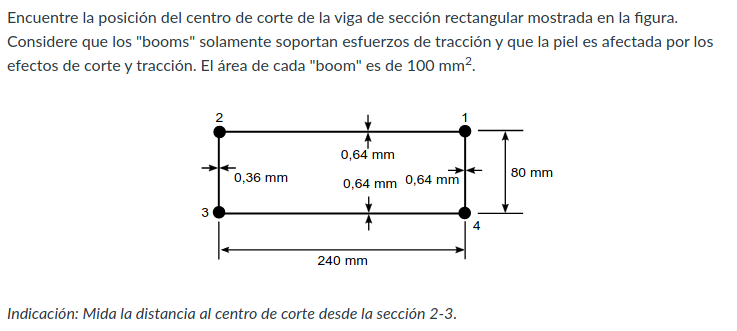 Encuentre la posición del centro de corte de la viga de sección rectangular mostrada en la figura.
Considere que los "booms" solamente soportan esfuerzos de tracción y que la piel es afectada por los
efectos de corte y tracción. El área de cada "boom" es de 100 mm².
2
1
0,64 mm
0,36 mm
0,64 mm
0,64 mm
80 mm
3
4
240 mm
Indicación: Mida la distancia al centro de corte desde la sección 2-3.